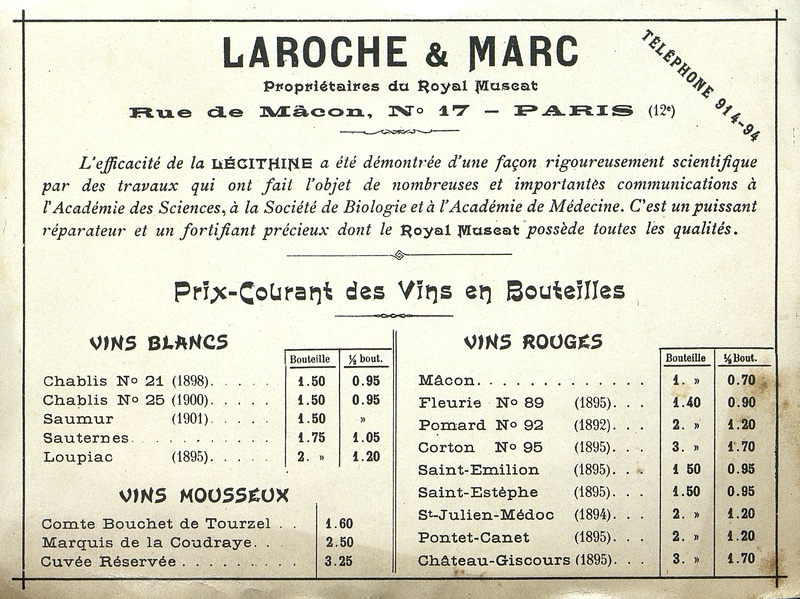 LAROCHE & MARC
Propriétaires du Royal Muscat
Rue de Mâcon, Nº 17 – PARIS (12e)
TÉLÉPHONE 914-94
L'efficacité de la LÉCITHINE a été démontrée d'une façon rigoureusement scientifique
par des travaux qui ont fait l'objet de nombreuses et importantes communications à
l'Académie des Sciences, à la Société de Biologie et à l'Académie de Médecine. C'est un puissant
réparateur et un fortifiant précieux dont le Royal Muscat possède toutes les qualités.
Prix-Courant des Vins en Bouteilles
VINS BLANCS
Bouteille ½ bout.
Chablis Nº 21 (1898). . . . . 1.50 0.95
Chablis Nº 25 (1900). . . . . 1.50 0.95
Saumur (1901). . . . . 1.50 »
Sauternes. . . . . . . . . . 1.75 1.05
Loupiac (1895). . . . . 2. » 1.20
VINS MOUSSEUX
Comte Bouchet de Tourzel . . 1.60
Marquis de la Coudraye. . 2.50
Cuvée Réservée . . . . . . . . . 3.25
VINS ROUGES
Bouteille ½ Bout.
Mâcon. . . . . . . . . . . . . 1. » 0.70
Fleurie Nº 89 (1895). . . 1.40 0.90
Pomard Nº 92 (1892). . . 2. » 1.20
Corton Nº 95 (1895). . . 3. » 1.70
Saint-Emilion (1895). . . 1 50 0.95
Saint-Estèphe (1895). . . 1.50 0.95
St-Julien-Médoc (1894). . . 2. » 1.20
Pontet-Canet (1895). . . 2. » 1.20
Château-Giscours (1895). . . 3. » 1.70